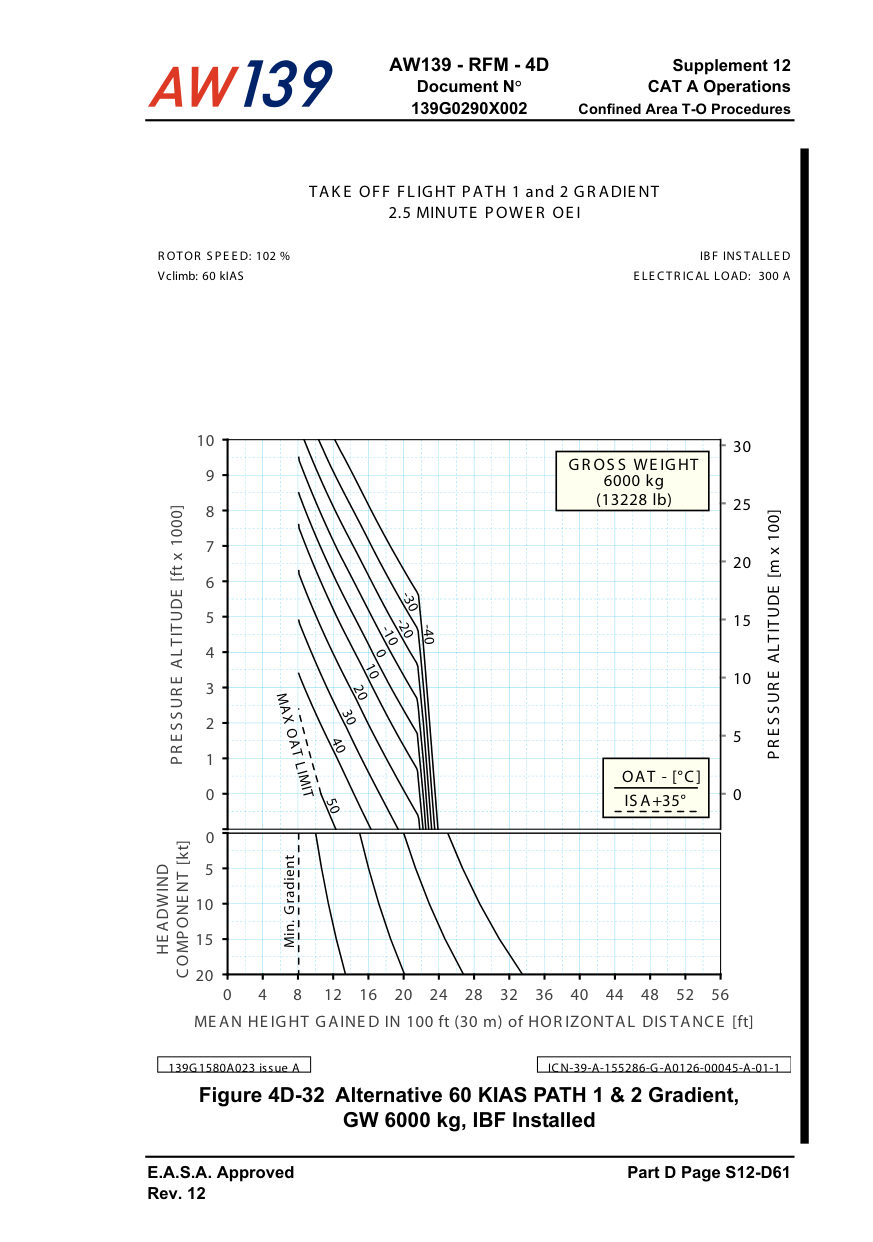 AW139
AW139 - RFM - 4D
Document N°
139G0290X002
Supplement 12
CAT A Operations
Confined Area T-O Procedures
TAKE OFF FLIGHT PATH 1 and 2 GRADIENT
2.5 MINUTE POWER OEI
ROTOR SPEED: 102 %
Vclimb: 60 kIAS
IBF INSTALLED
ELECTRICAL LOAD: 300 A
PRESSURE ALTITUDE [ft x 1000]
10
9
8
7
6
5
4
3
2
1
0
GROSS WEIGHT
6000 kg
(13228 lb)
-40
-30
-20
-10
0
10
20
30
40
50
MAX OAT LIMIT
OAT - [°C]
ISA+35°
30
25
20
15
10
5
0
PRESSURE ALTITUDE [m x 100]
HEADWIND
COMPONENT [kt]
0
5
10
15
20
Min. Gradient
0 4 8 12 16 20 24 28 32 36 40 44 48 52 56
MEAN HEIGHT GAINED IN 100 ft (30 m) of HORIZONTAL DISTANCE [ft]
139G1580A023 issue A
ICN-39-A-155286-G-A0126-00045-A-01-1
Figure 4D-32 Alternative 60 KIAS PATH 1 & 2 Gradient,
GW 6000 kg, IBF Installed
E.A.S.A. Approved
Rev. 12
Part D Page S12-D61